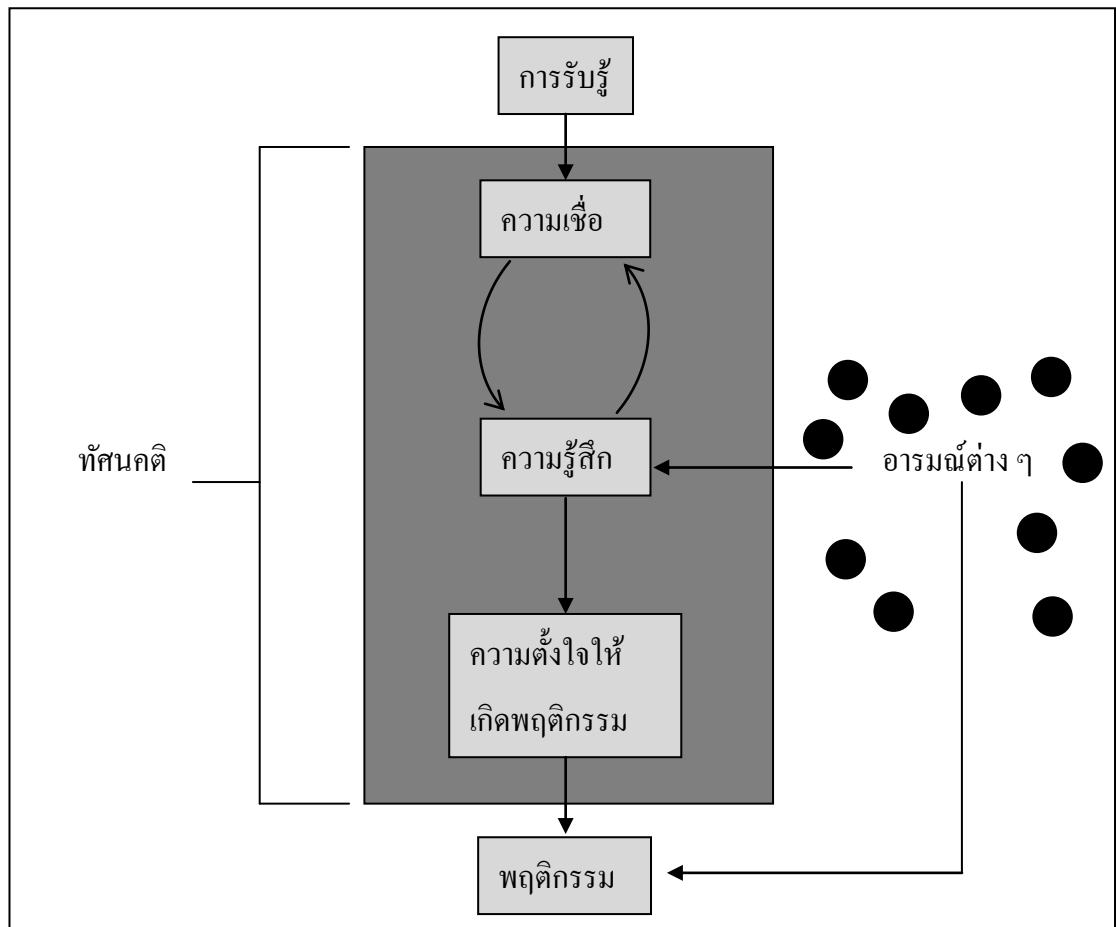 การรับรู้
ความเชื่อ
ทัศนคติ
ความรู้สึก
อารมณ์ต่าง ๆ
ความตั้งใจให้
เกิดพฤติกรรม
พฤติกรรม